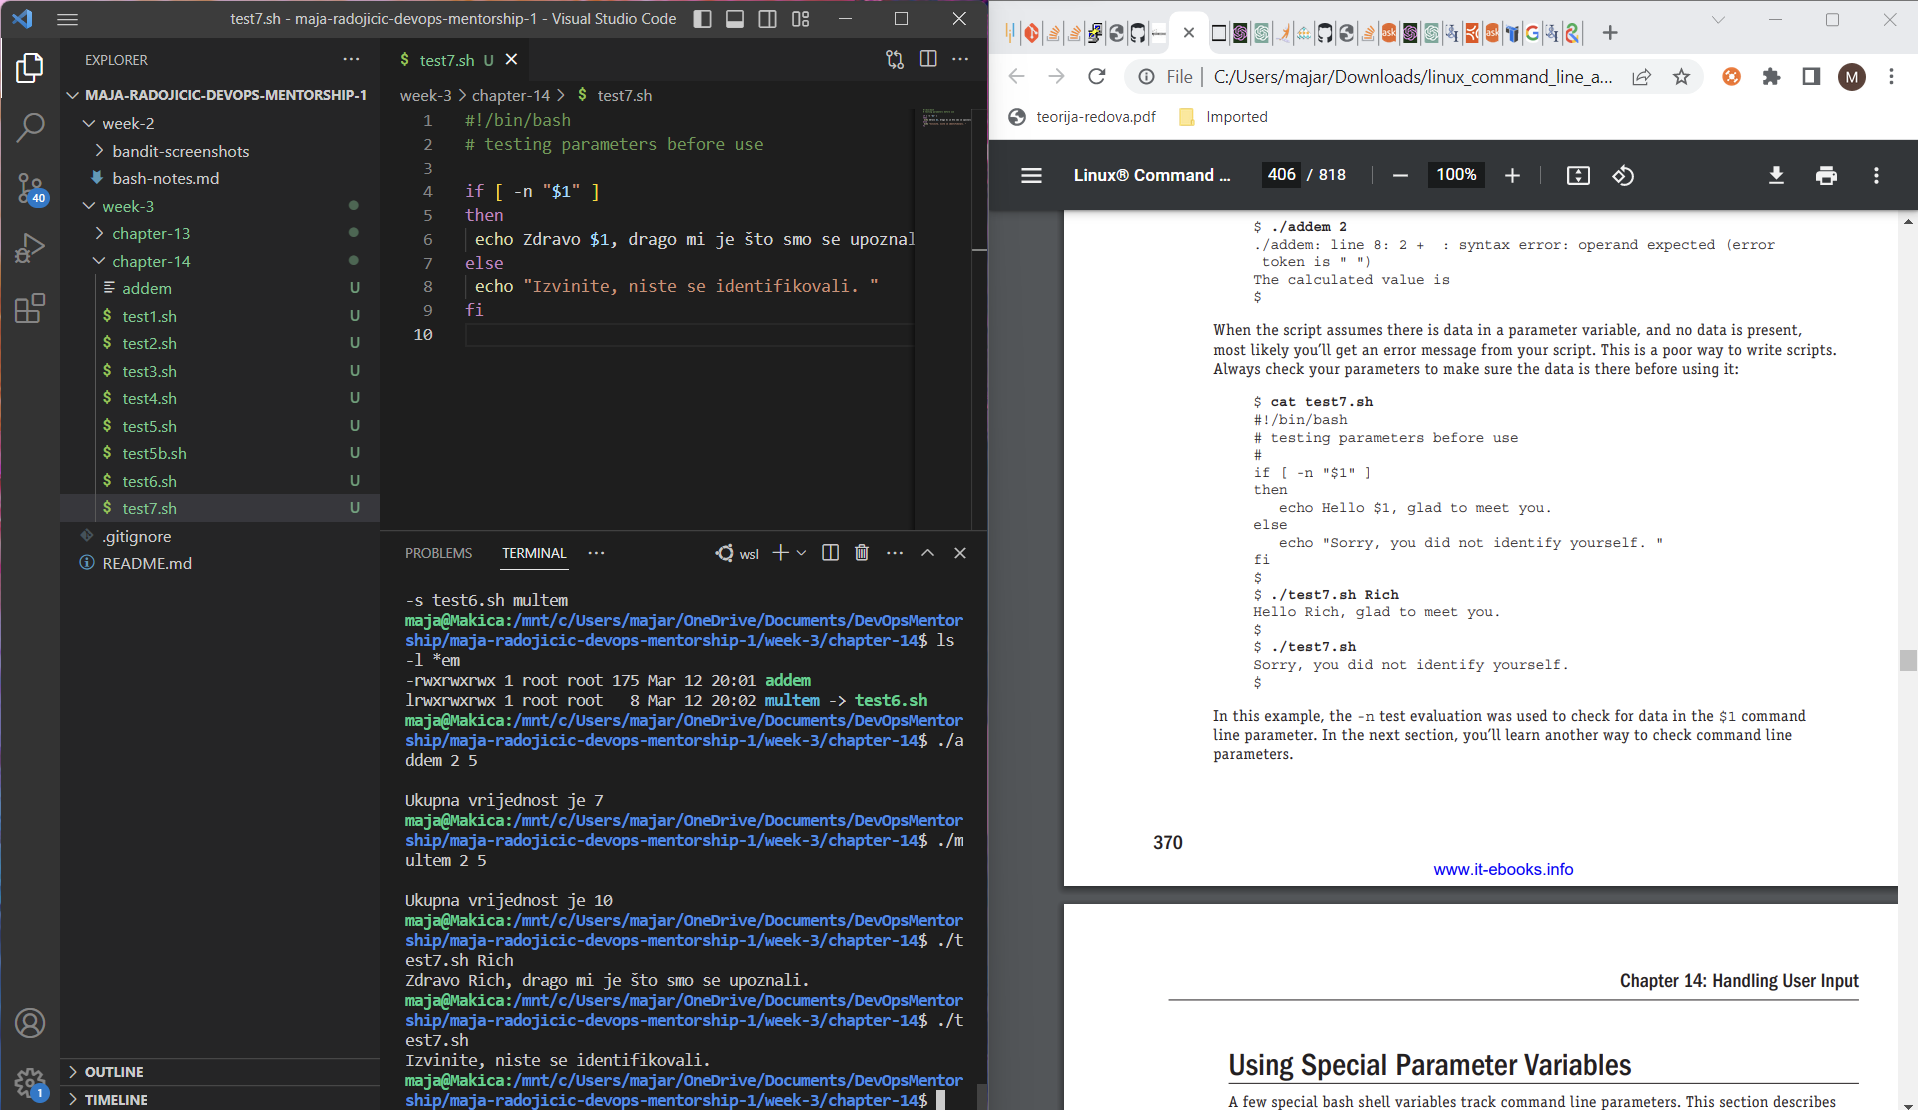 test7.sh - maja-radojicic-devops-mentorship-1 - Visual Studio Code
EXPLORER
MAJA-RADOJICIC-DEVOPS-MENTORSHIP-1
week-2
bandit-screenshots
bash-notes.md
week-3
chapter-13
chapter-14
addem U
$ test1.sh U
$ test2.sh U
$ test3.sh U
$ test4.sh U
$ test5.sh U
$ test5b.sh U
$ test6.sh U
$ test7.sh U
.gitignore
README.md
OUTLINE
TIMELINE
40
1
$ test7.sh U
week-3 > chapter-14 > $ test7.sh
1 #!/bin/bash
2 # testing parameters before use
3
4 if [ -n "$1" ]
5 then
6 echo Zdravo $1, drago mi je što smo se upoznal
7 else
8 echo "Izvinite, niste se identifikovali. "
9 fi
10
PROBLEMS TERMINAL
wsl
-s test6.sh multem
maja@Makica:/mnt/c/Users/majar/OneDrive/Documents/DevOpsMentor
ship/maja-radojicic-devops-mentorship-1/week-3/chapter-14$ ls
-l *em
-rwxrwxrwx 1 root root 175 Mar 12 20:01 addem
lrwxrwxrwx 1 root root   8 Mar 12 20:02 multem -> test6.sh
maja@Makica:/mnt/c/Users/majar/OneDrive/Documents/DevOpsMentor
ship/maja-radojicic-devops-mentorship-1/week-3/chapter-14$ ./a
ddem 2 5
Ukupna vrijednost je 7
maja@Makica:/mnt/c/Users/majar/OneDrive/Documents/DevOpsMentor
ship/maja-radojicic-devops-mentorship-1/week-3/chapter-14$ ./m
ultem 2 5
Ukupna vrijednost je 10
maja@Makica:/mnt/c/Users/majar/OneDrive/Documents/DevOpsMentor
ship/maja-radojicic-devops-mentorship-1/week-3/chapter-14$ ./t
est7.sh Rich
Zdravo Rich, drago mi je što smo se upoznali.
maja@Makica:/mnt/c/Users/majar/OneDrive/Documents/DevOpsMentor
ship/maja-radojicic-devops-mentorship-1/week-3/chapter-14$ ./t
est7.sh
Izvinite, niste se identifikovali.
maja@Makica:/mnt/c/Users/majar/OneDrive/Documents/DevOpsMentor
ship/maja-radojicic-devops-mentorship-1/week-3/chapter-14$
File | C:/Users/majar/Downloads/linux_command_line_a...
M
teorija-redova.pdf Imported
Linux® Command ... 406 / 818 100%
$ ./addem 2
./addem: line 8: 2 +  : syntax error: operand expected (error
token is " ")
The calculated value is
$
When the script assumes there is data in a parameter variable, and no data is present,
most likely you'll get an error message from your script. This is a poor way to write scripts.
Always check your parameters to make sure the data is there before using it:
$ cat test7.sh
#!/bin/bash
# testing parameters before use
#
if [ -n "$1" ]
then
echo Hello $1, glad to meet you.
else
echo "Sorry, you did not identify yourself. "
fi
$
$ ./test7.sh Rich
Hello Rich, glad to meet you.
$
$ ./test7.sh
Sorry, you did not identify yourself.
$
In this example, the -n test evaluation was used to check for data in the $1 command
line parameter. In the next section, you'll learn another way to check command line
parameters.
370
www.it-ebooks.info
Chapter 14: Handling User Input
Using Special Parameter Variables
A few special bash shell variables track command line parameters. This section describes